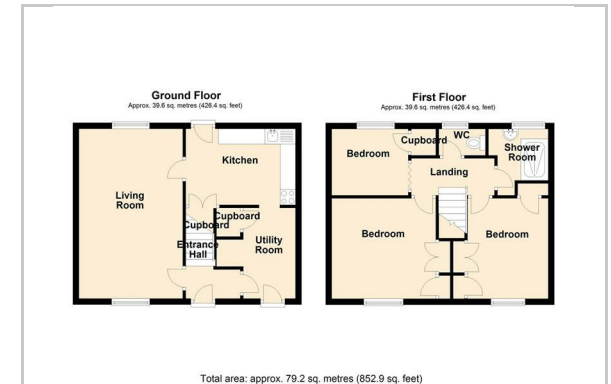 Ground Floor
Approx. 39.6 sq. metres (426.4 sq. feet)
Living
Room
Kitchen
Cupboard
Cupboard
Entrance
Hall
Utility
Room
First Floor
Approx. 39.6 sq. metres (426.4 sq. feet)
Bedroom
Cupboard
WC
Shower
Room
Landing
Bedroom
Bedroom
Total area: approx. 79.2 sq. metres (852.9 sq. feet)